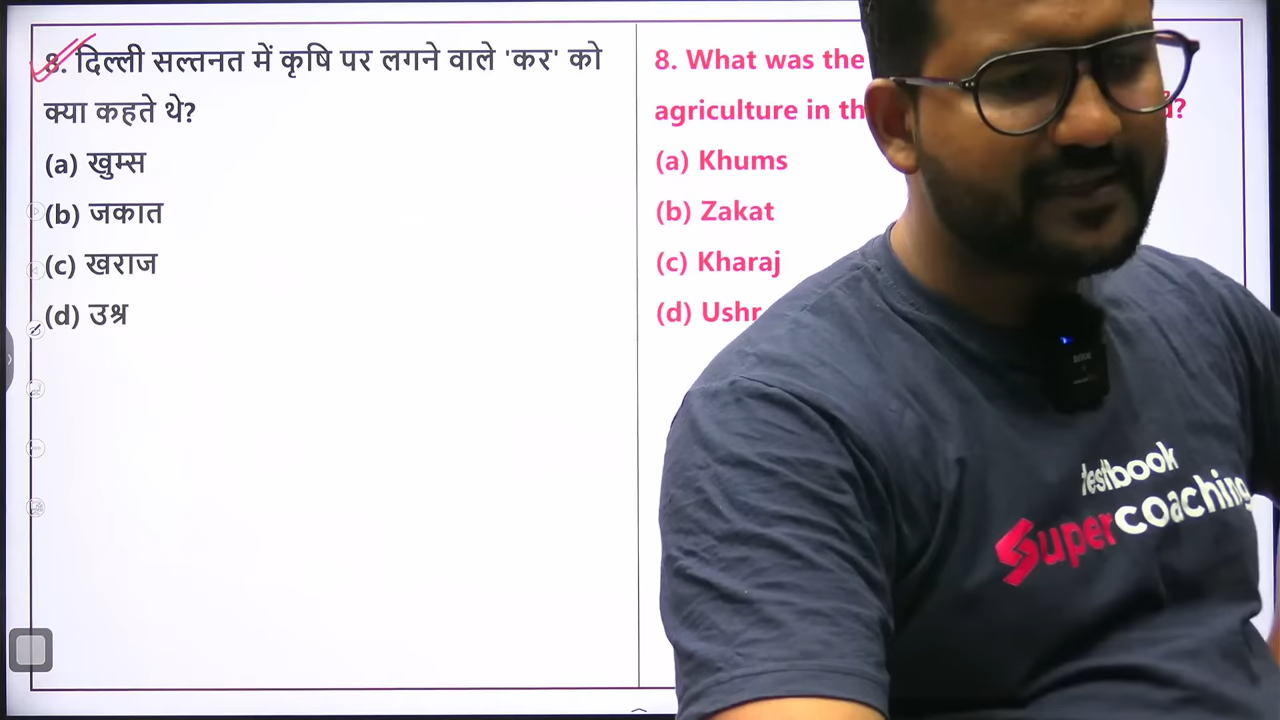 8. दिल्ली सल्तनत में कृषि पर लगने वाले 'कर' को
क्या कहते थे?
(a) खुम्स
(b) जकात
(c) खराज
(d) उश्र
8. What was the
agriculture in th
(a) Khums
(b) Zakat
(c) Kharaj
(d) Ushr
testbook
Supercoaching